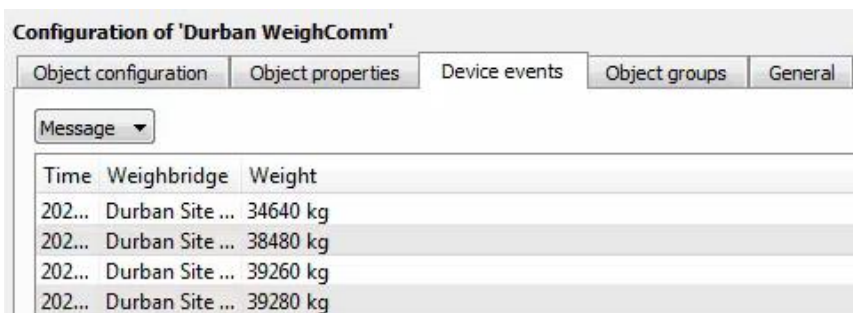 Configuration of 'Durban WeighComm'
Object configuration Object properties Device events Object groups General
Message
Time Weighbridge Weight
202... Durban Site ... 34640 kg
202... Durban Site ... 38480 kg
202... Durban Site ... 39260 kg
202... Durban Site ... 39280 kg